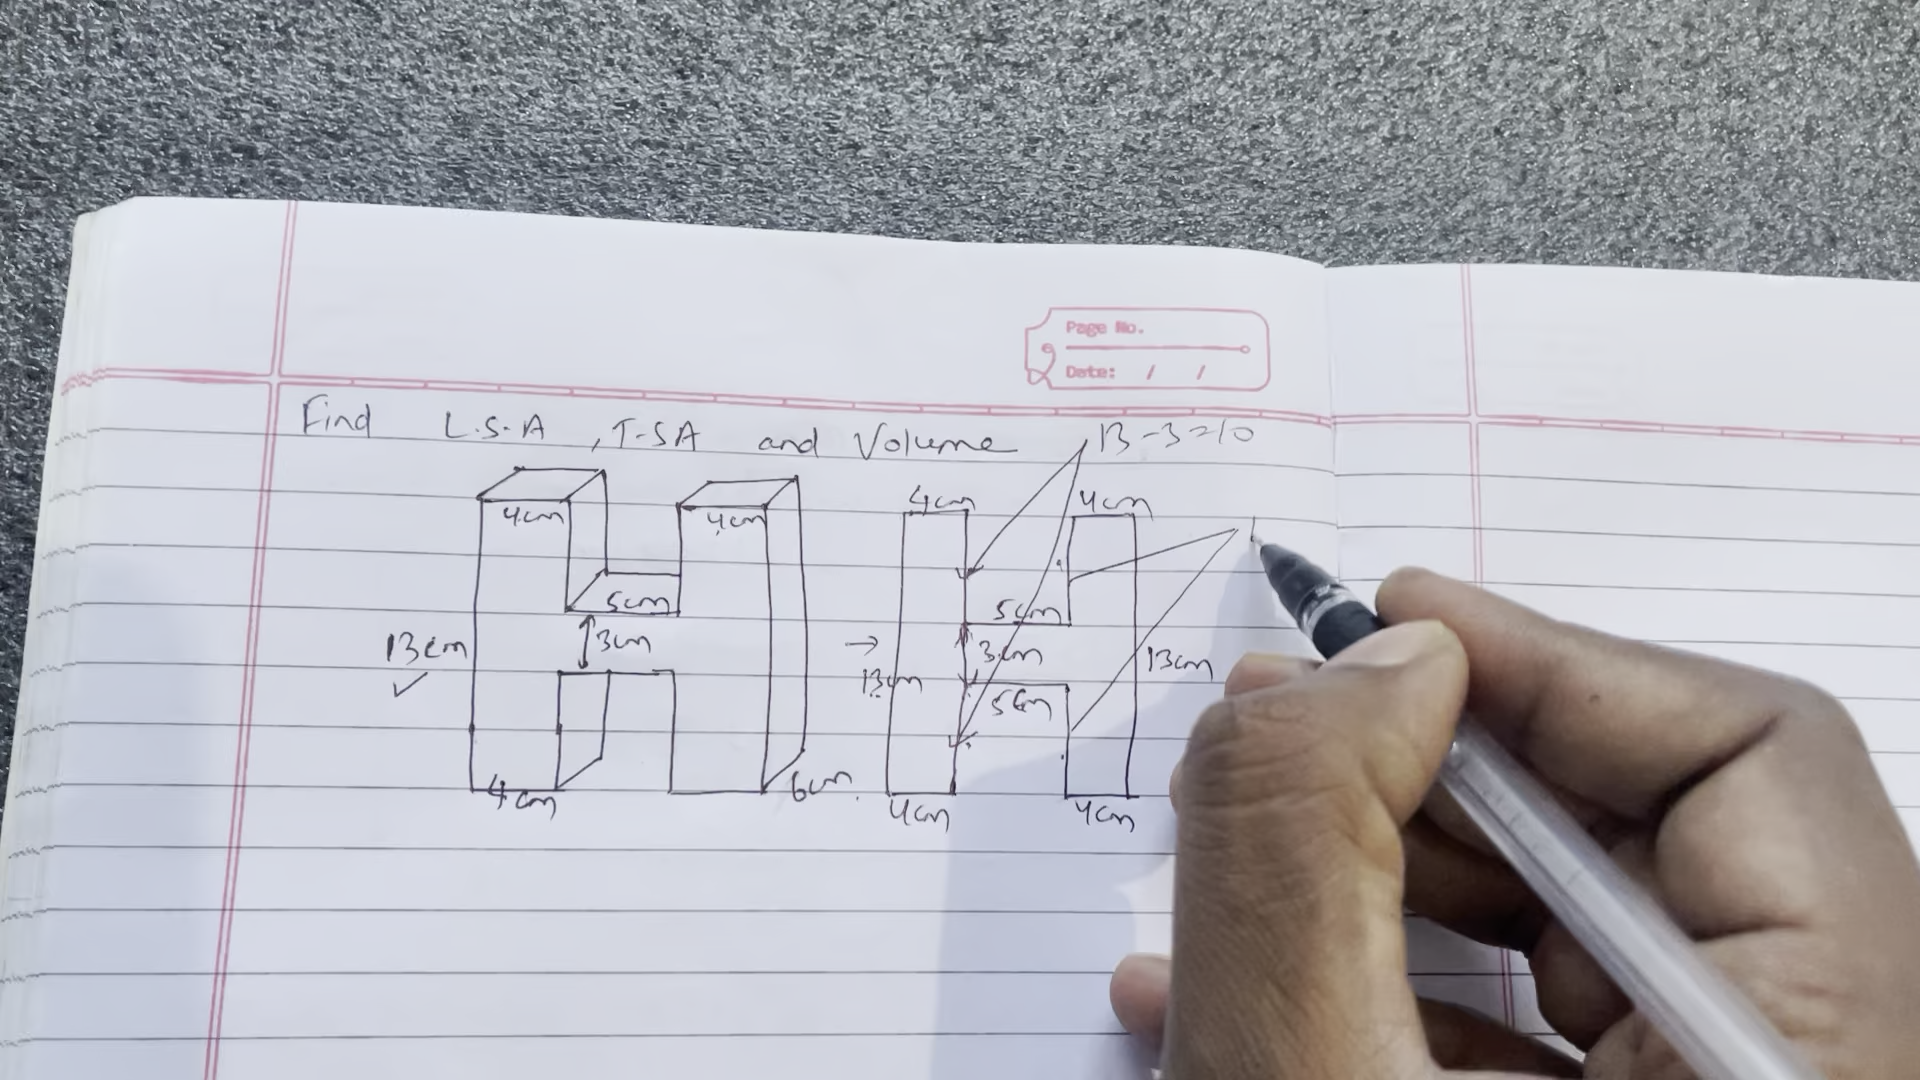 Page No.
Date: / /
Find L.S.A , T-SA and Volume
13-3=10
4cm 4cm 4cm 4cm
5cm 5cm
13cm 3cm → 3cm 13cm
✓ 13cm 5cm
4cm 6cm. 4cm 4cm